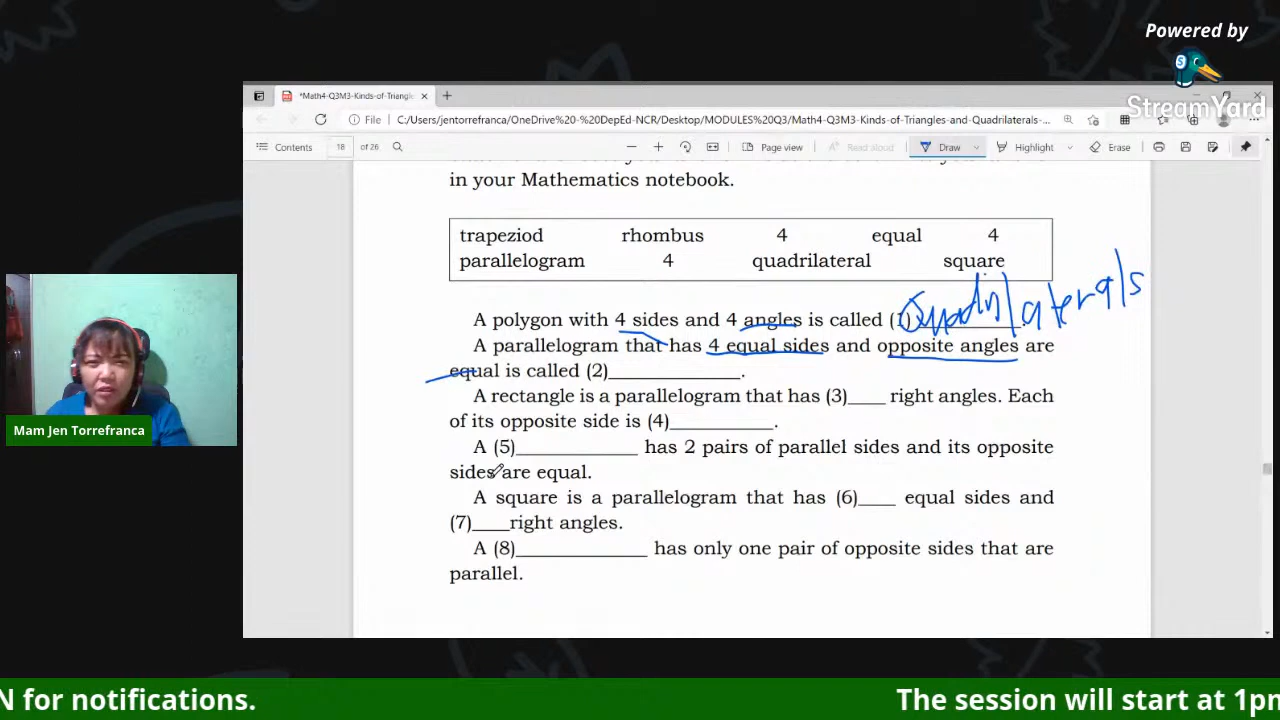 Powered by
StreamYard
*Math4-Q3M3-Kinds-of-Triangle
File
C:/Users/jentorrefranca/OneDrive%20-%20DepEd-NCR/Desktop/MODULES%20Q3/Math4-Q3M3-Kinds-of-Triangles-and-Quadrilaterals-...
Contents
18
of 26
Page view
Read aloud
Draw
Highlight
Erase
in your Mathematics notebook.
trapeziod rhombus 4 equal 4
parallelogram 4 quadrilateral square
Quadrilaterals
A polygon with 4 sides and 4 angles is called (1)____________.
A parallelogram that has 4 equal sides and opposite angles are
equal is called (2)______________.
A rectangle is a parallelogram that has (3)____ right angles. Each
of its opposite side is (4)___________.
A (5)_____________ has 2 pairs of parallel sides and its opposite
sides are equal.
A square is a parallelogram that has (6)____ equal sides and
(7)____right angles.
A (8)______________ has only one pair of opposite sides that are
parallel.
Mam Jen Torrefranca
N for notifications. The session will start at 1pm